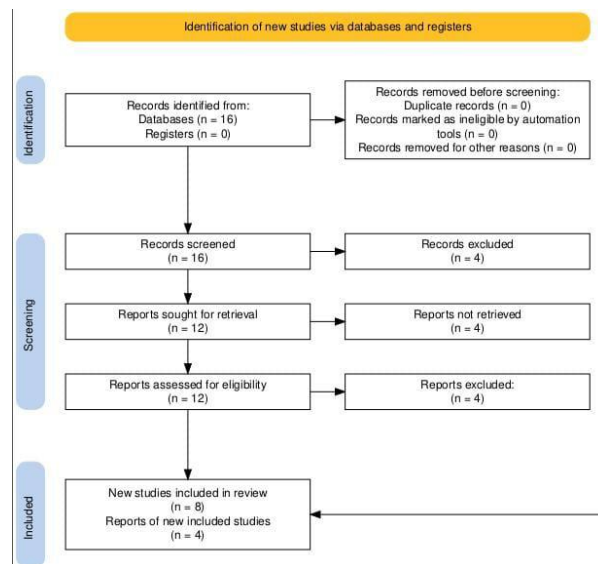 Identification of new studies via databases and registers
Identification
Records identified from:
Databases (n = 16)
Registers (n = 0)
Records removed before screening:
Duplicate records (n = 0)
Records marked as ineligible by automation
tools (n = 0)
Records removed for other reasons (n = 0)
Screening
Records screened
(n = 16)
Records excluded
(n = 4)
Reports sought for retrieval
(n = 12)
Reports not retrieved
(n = 4)
Reports assessed for eligibility
(n = 12)
Reports excluded:
(n = 4)
Included
New studies included in review
(n = 8)
Reports of new included studies
(n = 4)